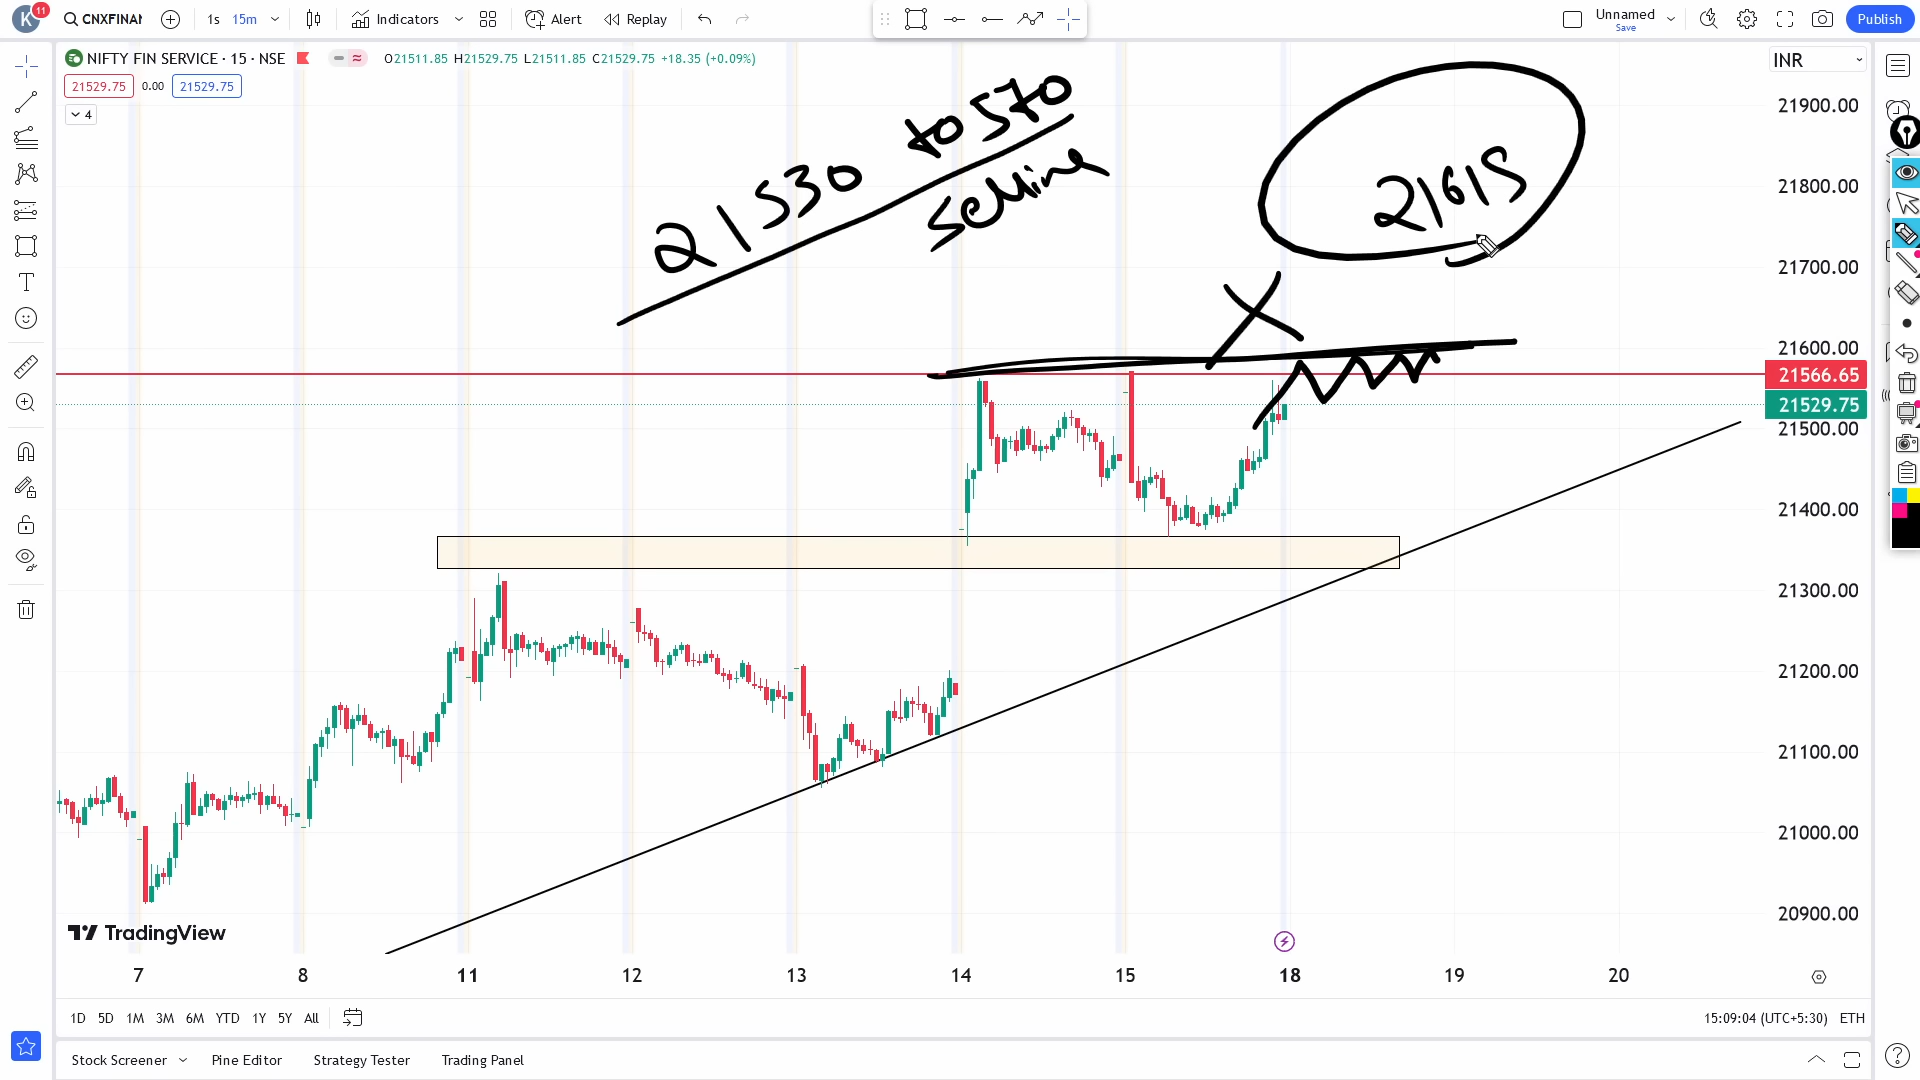 K
11
CNXFINAN
1s
15m
Indicators
Alert
Replay
Unnamed
Save
Publish
NIFTY FIN SERVICE · 15 · NSE
O21511.85 H21529.75 L21511.85 C21529.75 +18.35 (+0.09%)
INR
21529.75
0.00
21529.75
4
21530 to 570
selling
21615
21900.00
21800.00
21700.00
21600.00
21566.65
21529.75
21500.00
21400.00
21300.00
21200.00
21100.00
21000.00
20900.00
TradingView
7 8 11 12 13 14 15 18 19 20
1D 5D 1M 3M 6M YTD 1Y 5Y All
15:09:04 (UTC+5:30) ETH
Stock Screener Pine Editor Strategy Tester Trading Panel